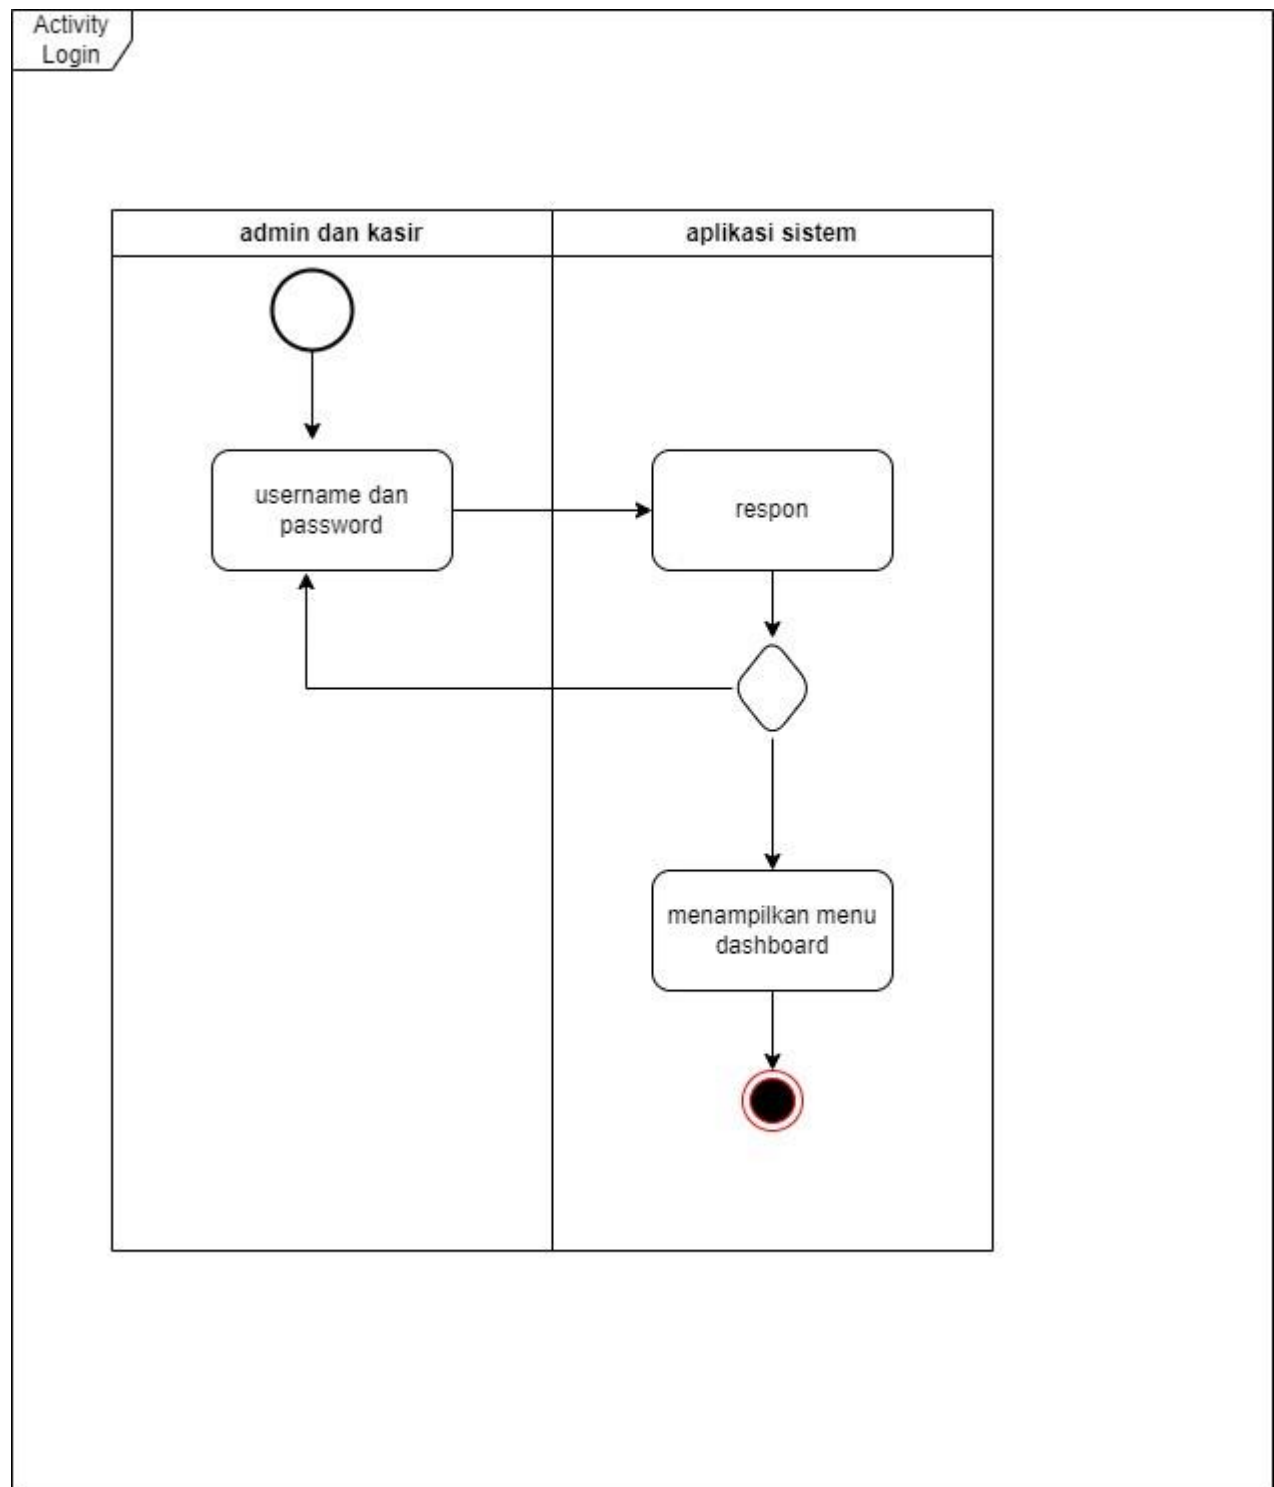 Activity
Login
admin dan kasir
aplikasi sistem
username dan
password
respon
menampilkan menu
dashboard